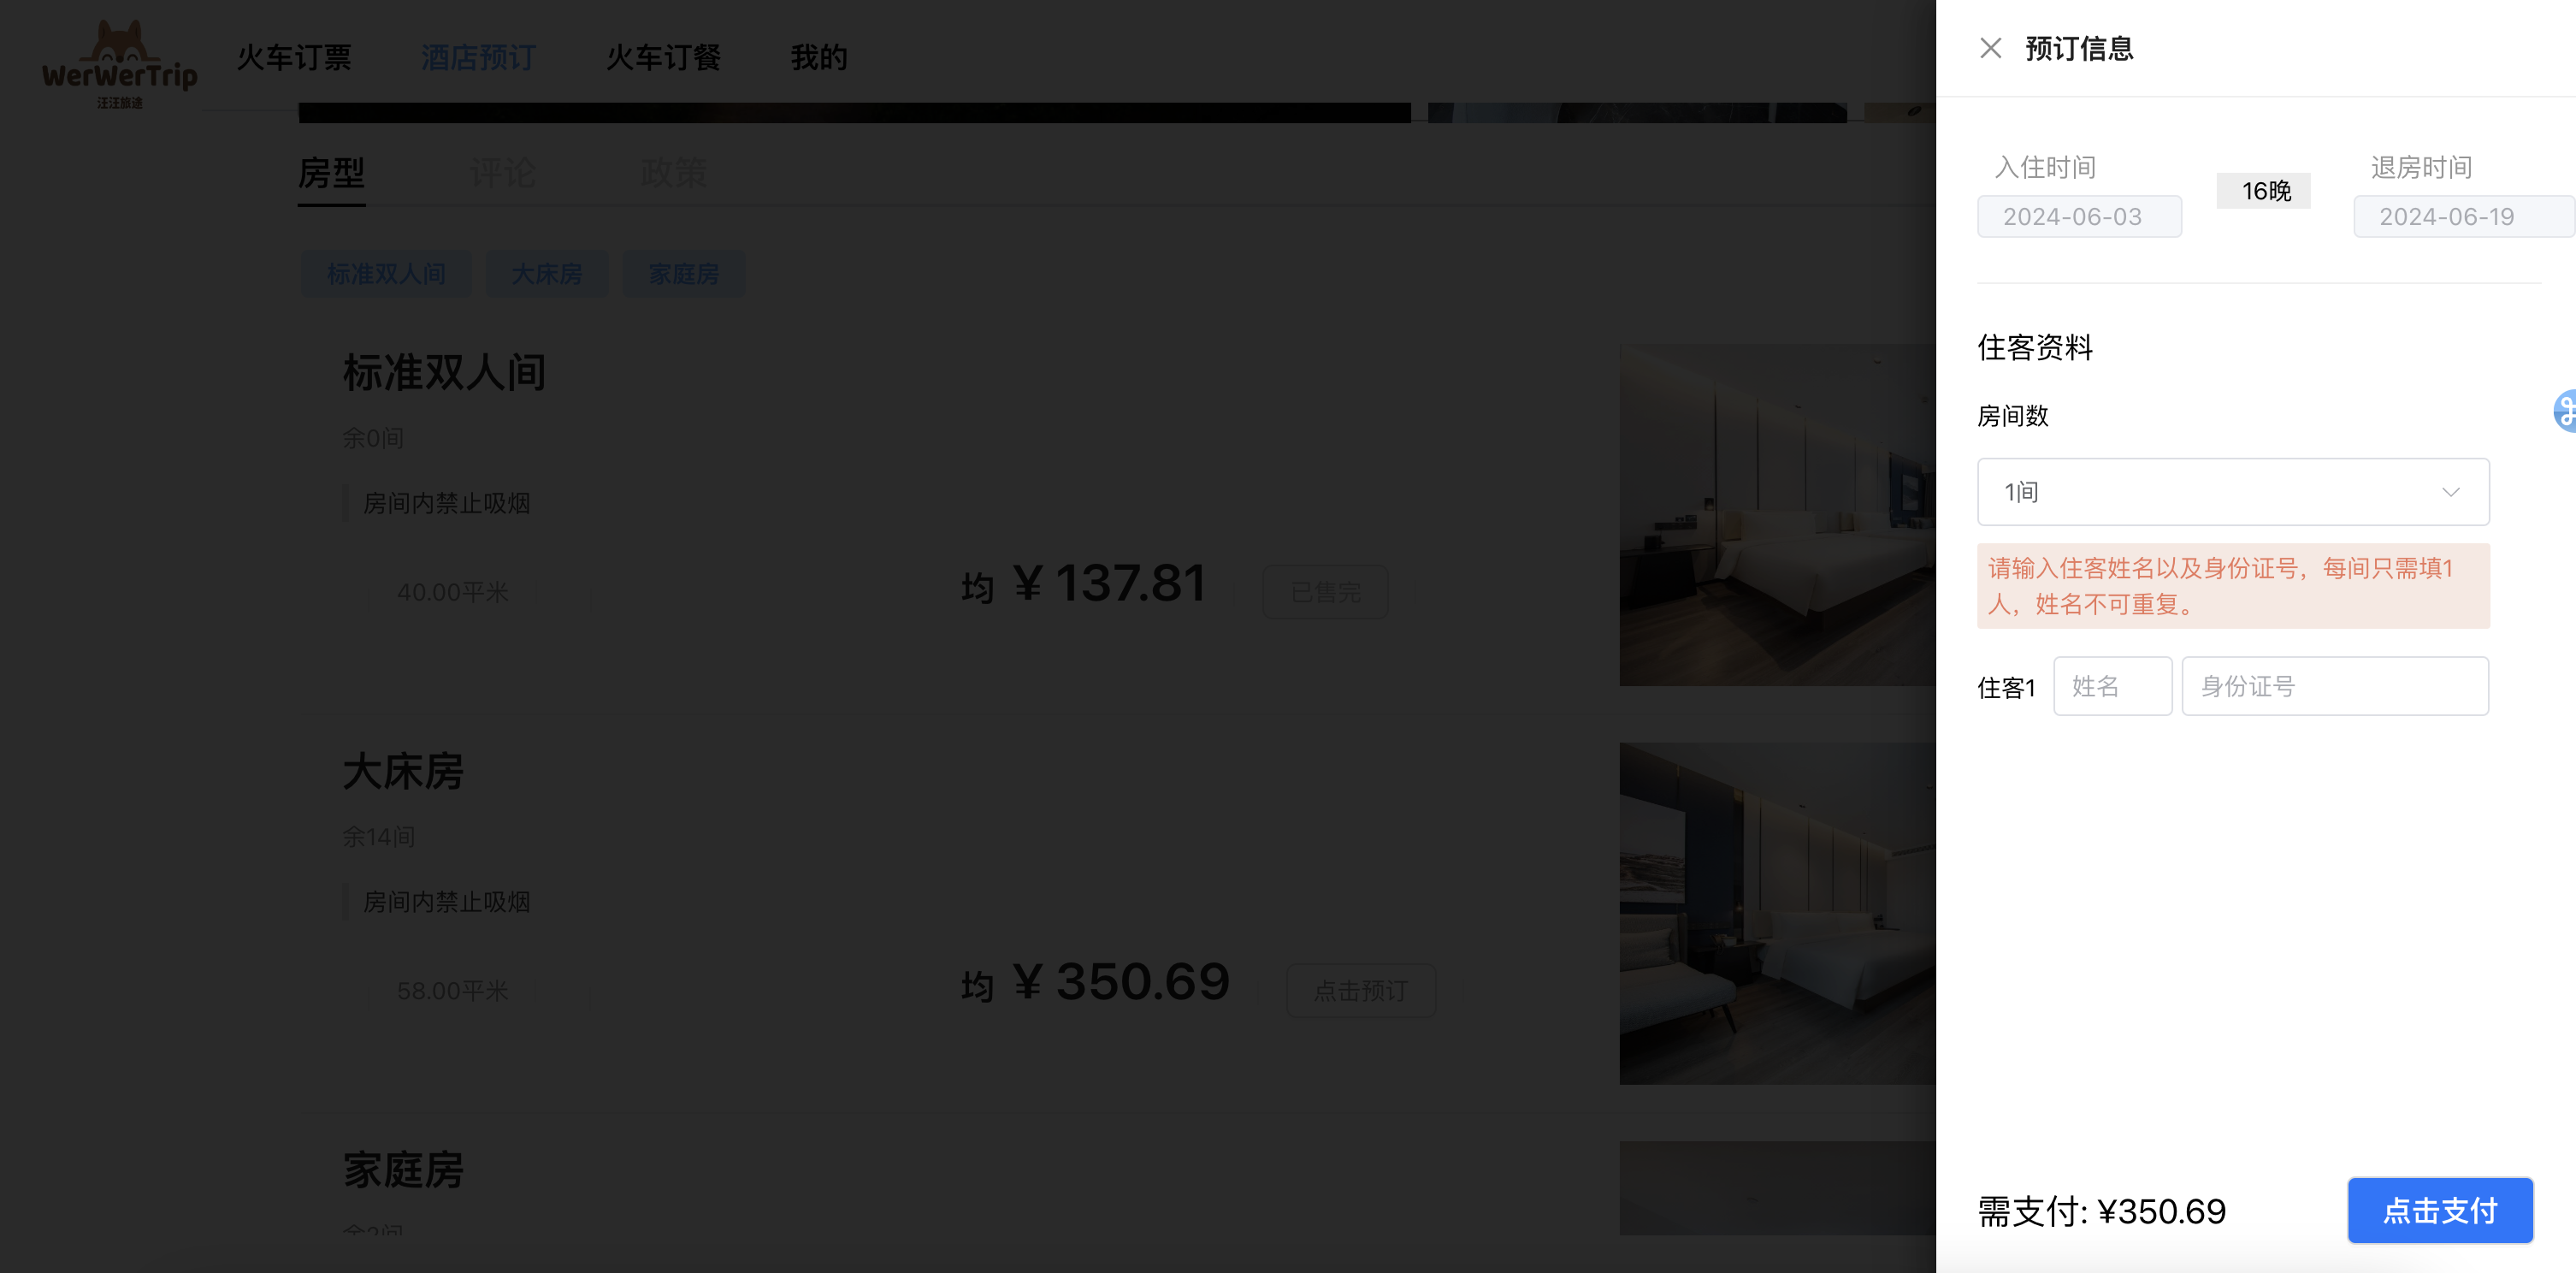 WerWerTrip
汪汪旅途
火车订票 酒店预订 火车订餐 我的
房型 评论 政策
标准双人间 大床房 家庭房
标准双人间
余0间
房间内禁止吸烟
40.00平米
均 ¥ 137.81 已售完
大床房
余14间
房间内禁止吸烟
58.00平米
均 ¥ 350.69 点击预订
家庭房
预订信息
入住时间
2024-06-03
16晚
退房时间
2024-06-19
住客资料
房间数
1间
请输入住客姓名以及身份证号，每间只需填1
人，姓名不可重复。
住客1 姓名 身份证号
需支付: ¥350.69 点击支付